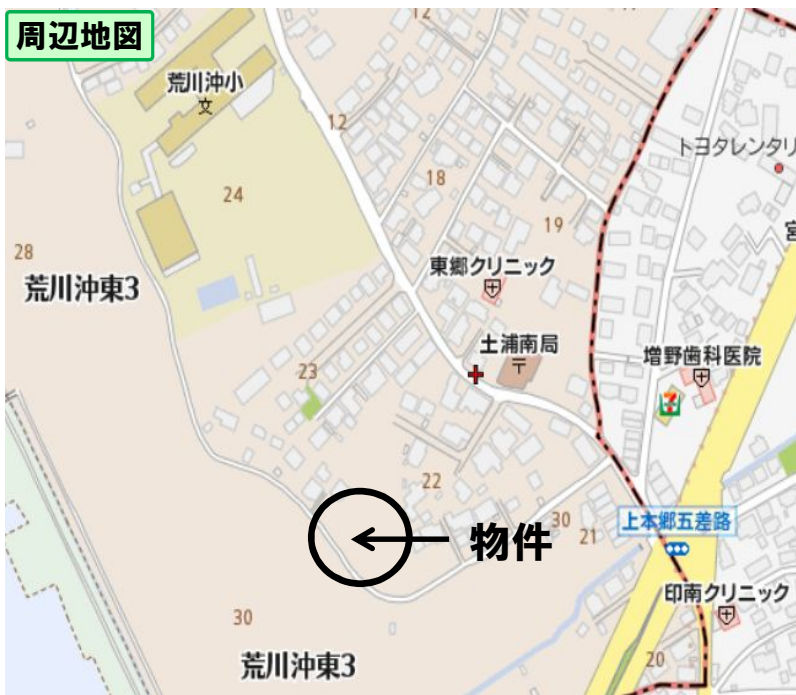 周辺地図
12
荒川沖小
文
12
トヨタレンタリ
18
24
19
宮
28
東郷クリニック
荒川沖東3
土浦南局
増野歯科医院
23
7
22
30
21
上本郷五差路
物件
印南クリニック
30
荒川沖東3
20